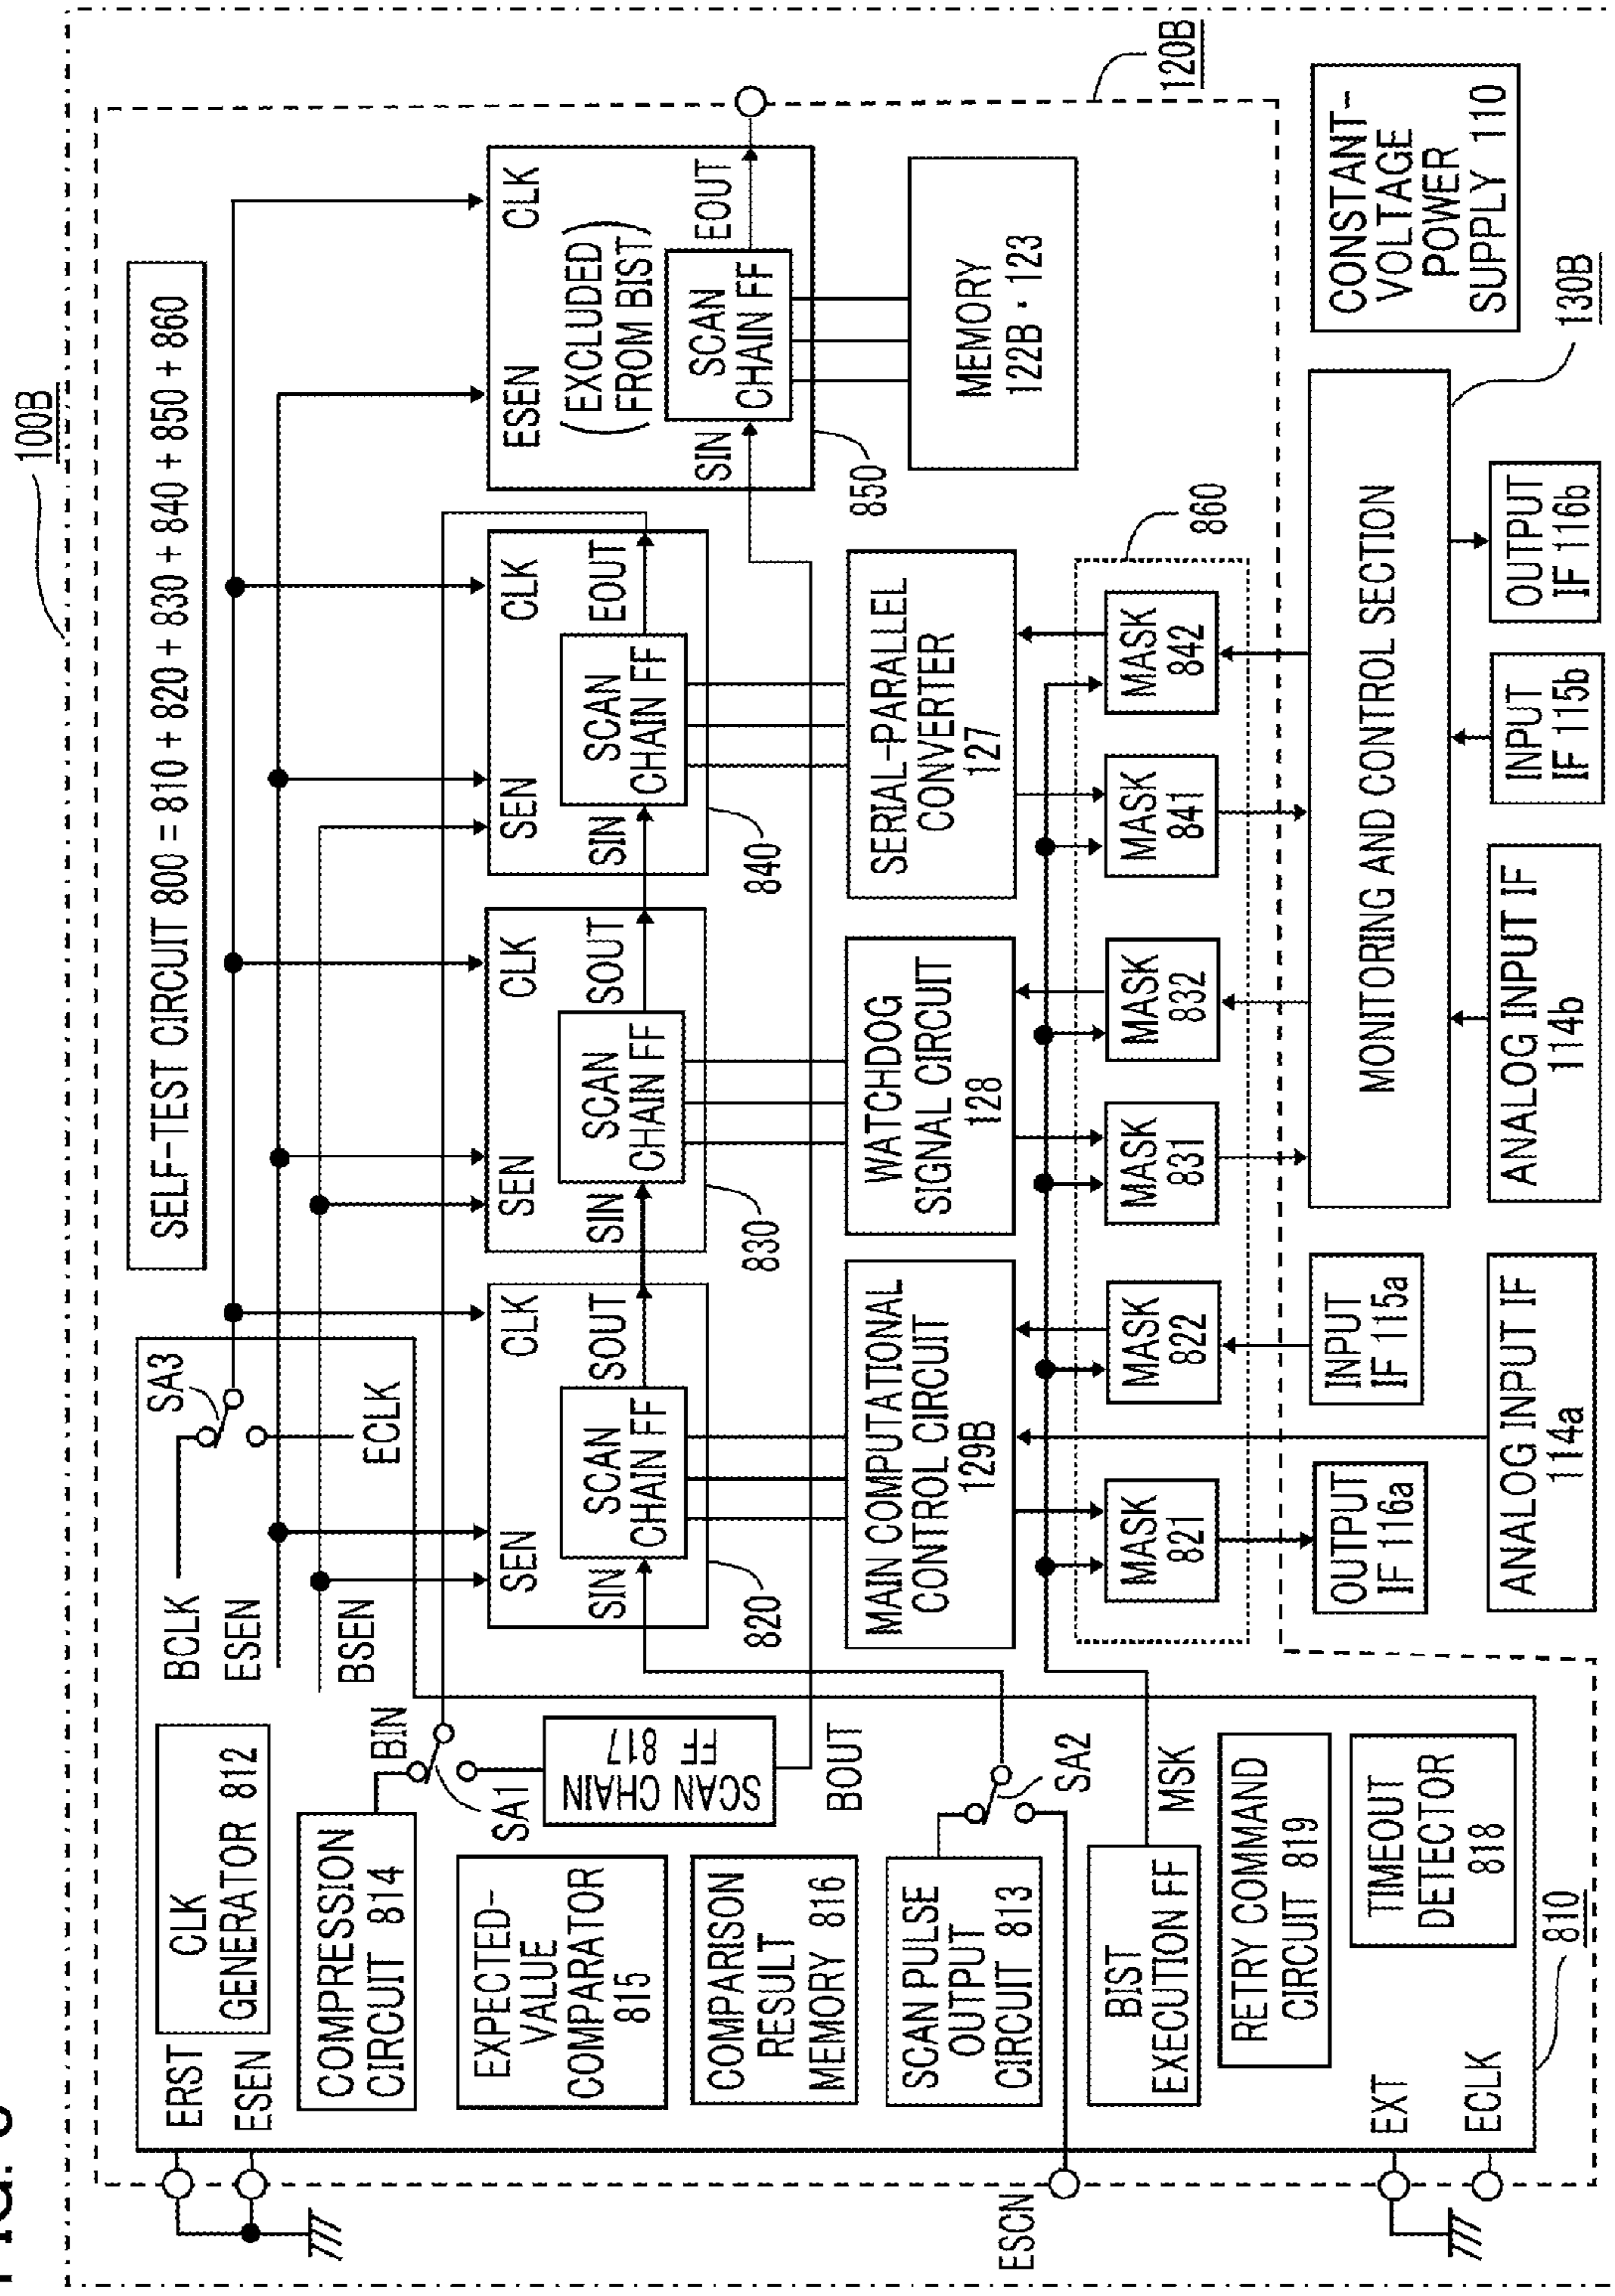 100B
SELF-TEST CIRCUIT 800 = 810 + 820 + 830 + 840 + 850 + 860
120B
ERST
ESEN
CLK
GENERATOR 812
BCLK
ESEN
BSEN
SA3
ECLK
COMPRESSION
CIRCUIT 814
BIN
SA1
SCAN CHAIN
FF 817
BOUT
EXPECTED-
VALUE
COMPARATOR
815
COMPARISON
RESULT
MEMORY 816
SCAN PULSE
OUTPUT
CIRCUIT 813
SA2
ESCN
BIST
EXECUTION FF
MSK
RETRY COMMAND
CIRCUIT 819
TIMEOUT
DETECTOR
818
EXT
ECLK
810
SEN
CLK
SIN
SCAN
CHAIN FF
SOUT
820
SEN
CLK
SIN
SCAN
CHAIN FF
SOUT
830
SEN
CLK
SIN
SCAN
CHAIN FF
EOUT
840
ESEN
CLK
(EXCLUDED
FROM BIST)
SIN
SCAN
CHAIN FF
EOUT
850
MAIN COMPUTATIONAL
CONTROL CIRCUIT
129B
WATCHDOG
SIGNAL CIRCUIT
128
SERIAL-PARALLEL
CONVERTER
127
MEMORY
122B · 123
860
MASK
821
MASK
822
MASK
831
MASK
832
MASK
841
MASK
842
OUTPUT
IF 116a
INPUT
IF 115a
ANALOG INPUT IF
114a
MONITORING AND CONTROL SECTION
130B
ANALOG INPUT IF
114b
INPUT
IF 115b
OUTPUT
IF 116b
CONSTANT-
VOLTAGE
POWER
SUPPLY 110